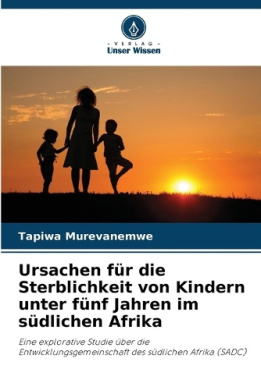 - VERLAG -
Unser Wissen
Tapiwa Murevanemwe
Ursachen für die
Sterblichkeit von Kindern
unter fünf Jahren im
südlichen Afrika
Eine explorative Studie über die
Entwicklungsgemeinschaft des südlichen Afrika (SADC)